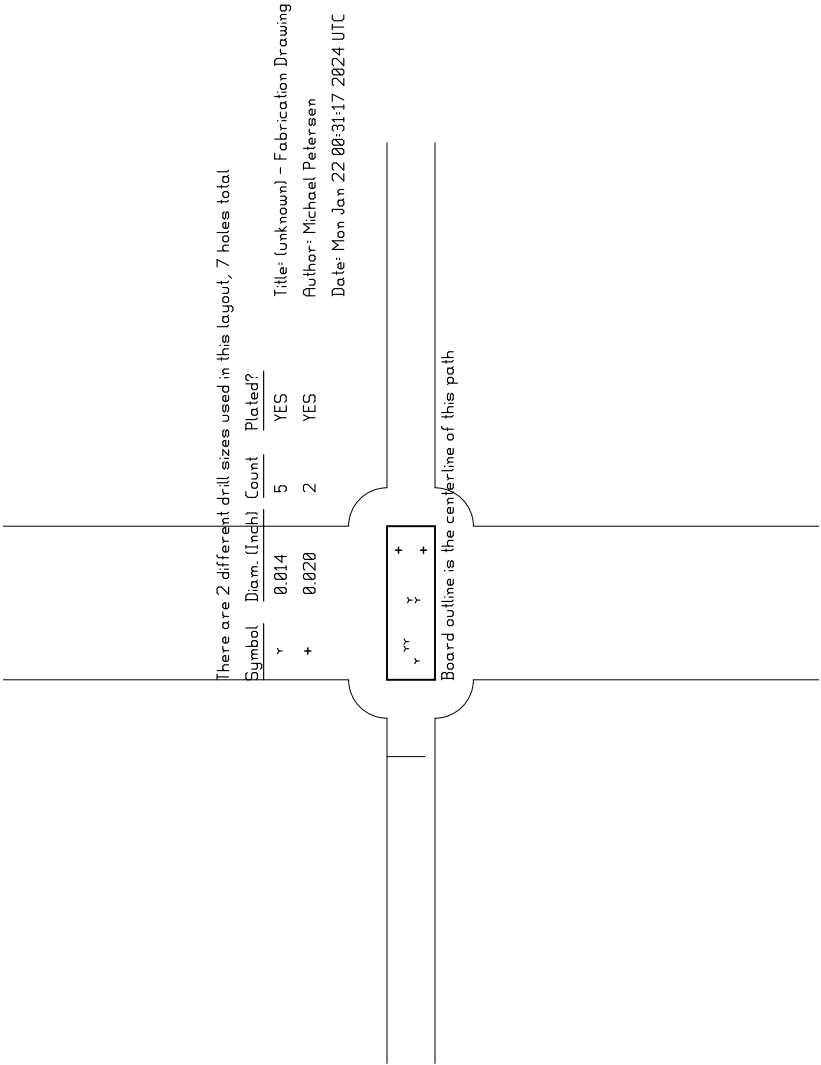 There are 2 different drill sizes used in this layout, 7 holes total
Symbol Diam. (Inch) Count Plated?
0.014 5 YES
+ 0.020 2 YES
Title: (unknown) - Fabrication Drawing
Author: Michael Petersen
Date: Mon Jan 22 00:31:17 2024 UTC
Board outline is the centerline of this path